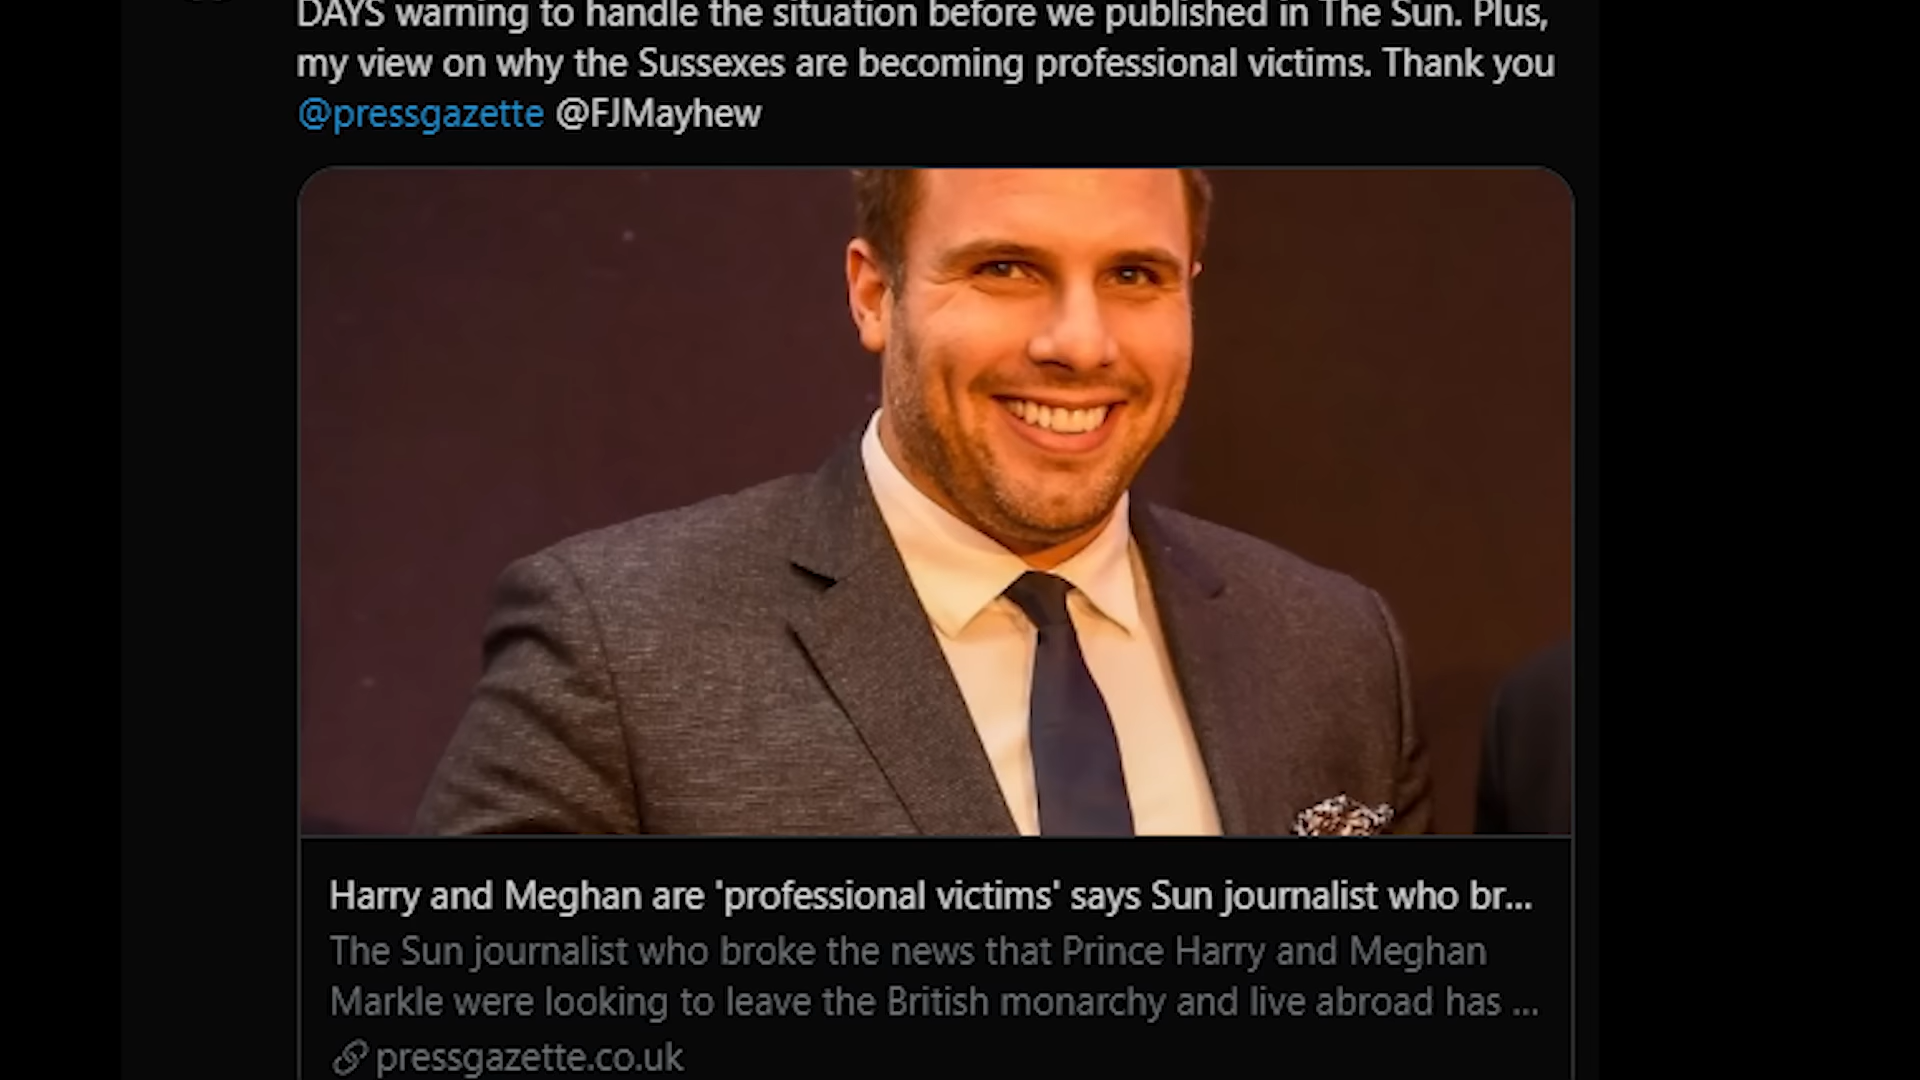 DAYS warning to handle the situation before we published in The Sun. Plus,
my view on why the Sussexes are becoming professional victims. Thank you
@pressgazette @FJMayhew
Harry and Meghan are 'professional victims' says Sun journalist who br...
The Sun journalist who broke the news that Prince Harry and Meghan
Markle were looking to leave the British monarchy and live abroad has ...
pressgazette.co.uk